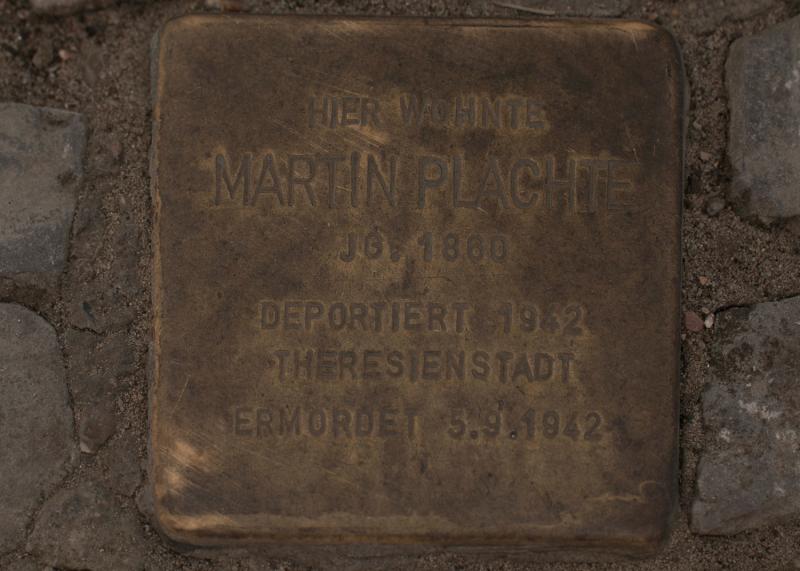 HIER WOHNTE
MARTIN PLACHTE
JG. 1860
DEPORTIERT 1942
THERESIENSTADT
ERMORDET 5.9.1942